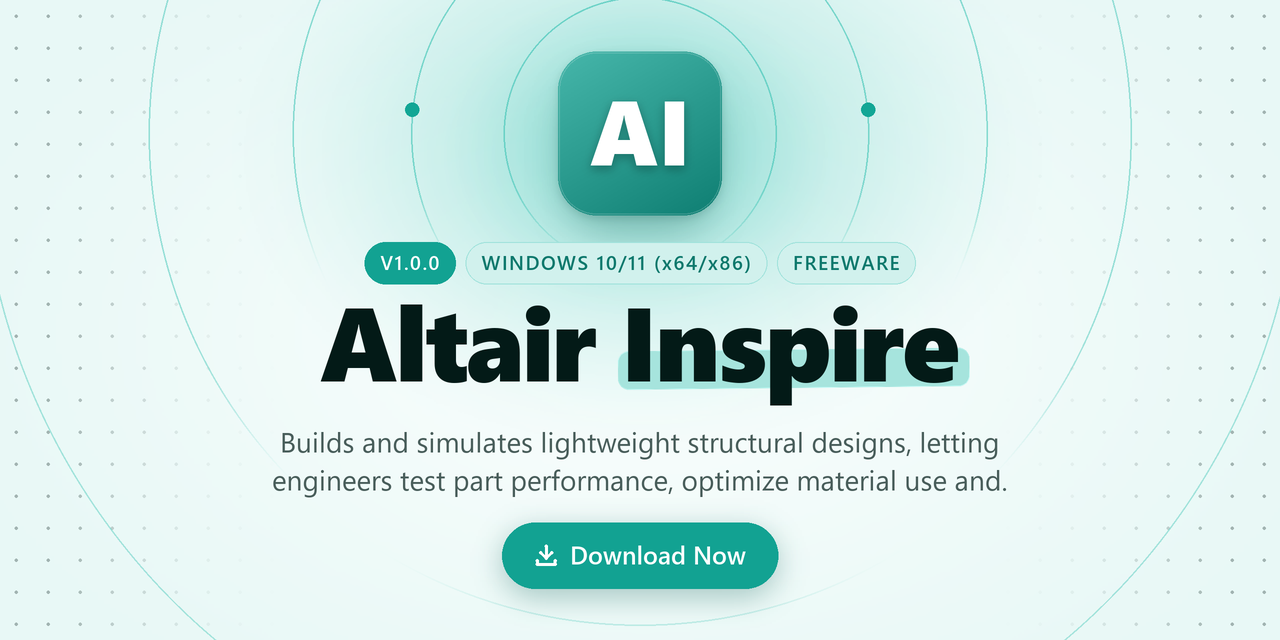 AI
V1.0.0
WINDOWS 10/11 (x64/x86)
FREEWARE
Altair Inspire
Builds and simulates lightweight structural designs, letting
engineers test part performance, optimize material use and.
Download Now